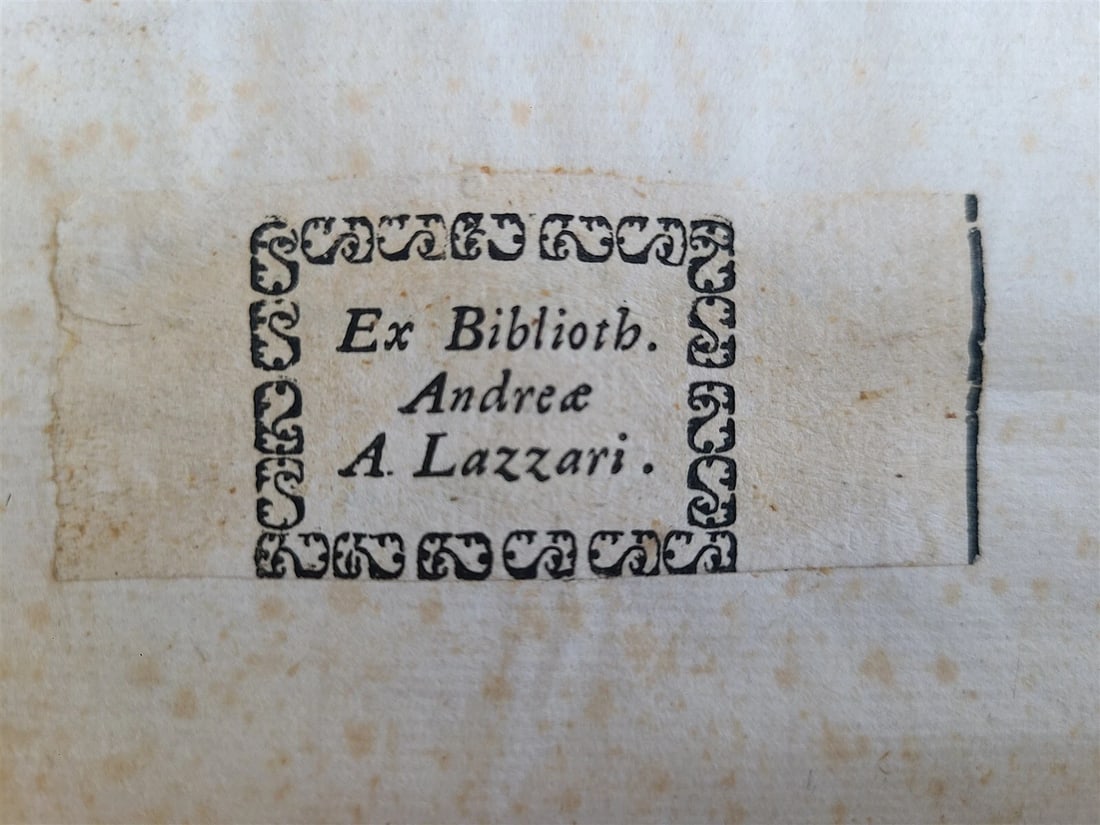 Ex Biblioth.
Andreæ
A. Lazzari.